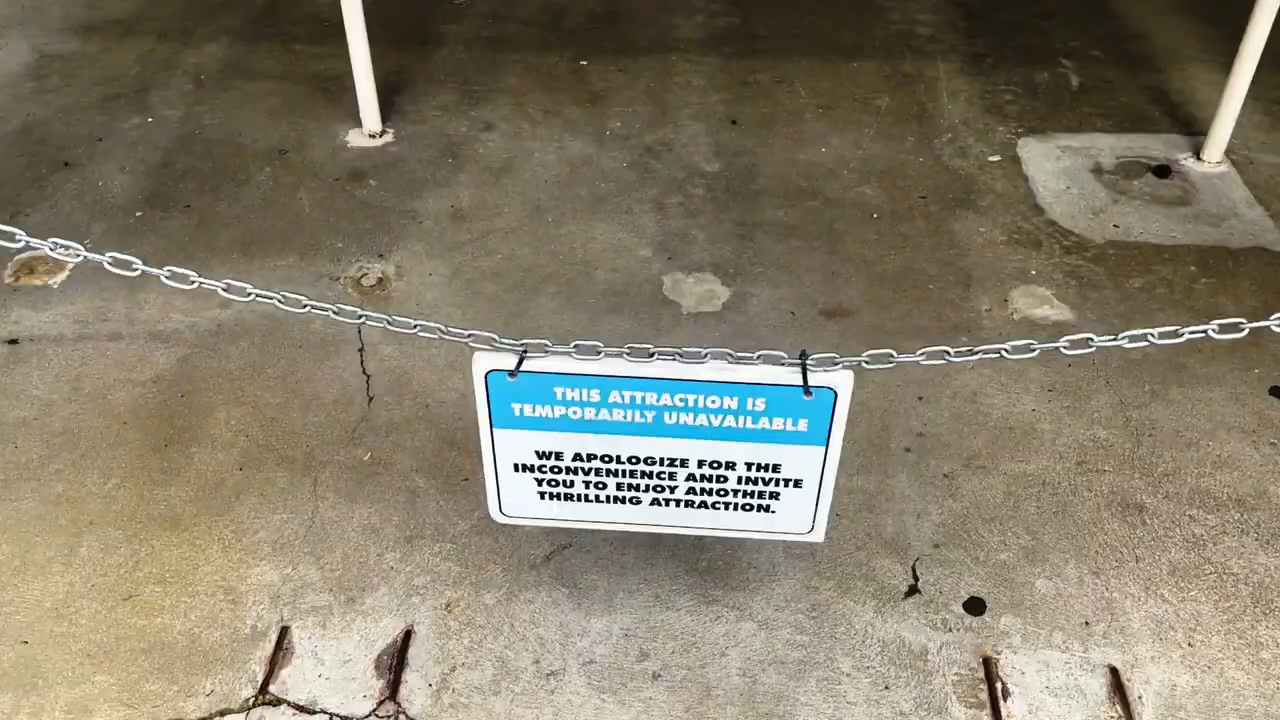 THIS ATTRACTION IS
TEMPORARILY UNAVAILABLE
WE APOLOGIZE FOR THE
INCONVENIENCE AND INVITE
YOU TO ENJOY ANOTHER
THRILLING ATTRACTION.